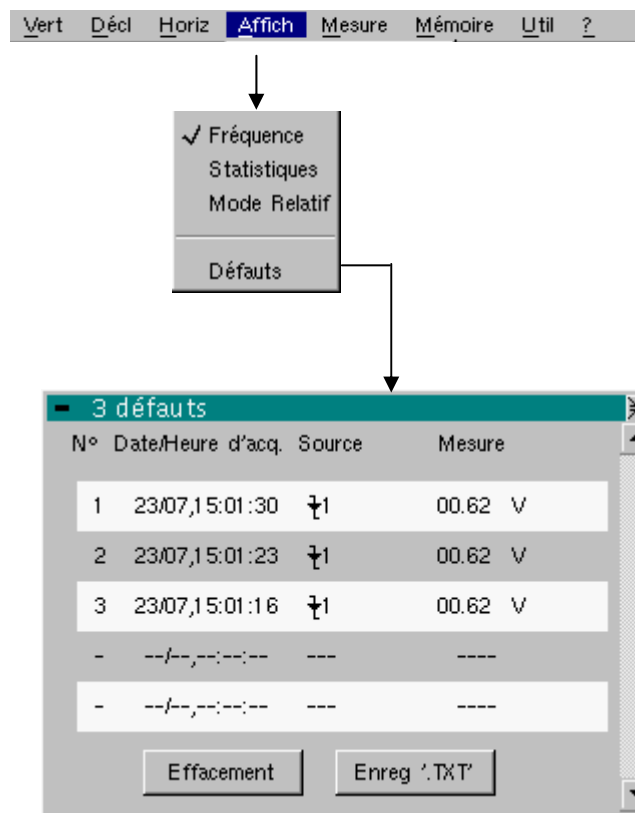 Vert Décl Horiz Affich Mesure Mémoire Util ?
Fréquence
Statistiques
Mode Relatif
Défauts
3 défauts
N° Date/Heure d'acq. Source Mesure
1 23/07,15:01:30 1 00.62 V
2 23/07,15:01:23 1 00.62 V
3 23/07,15:01:16 1 00.62 V
- --/--,--:--:-- --- ----
- --/--,--:--:-- --- ----
Effacement Enreg '.TXT'